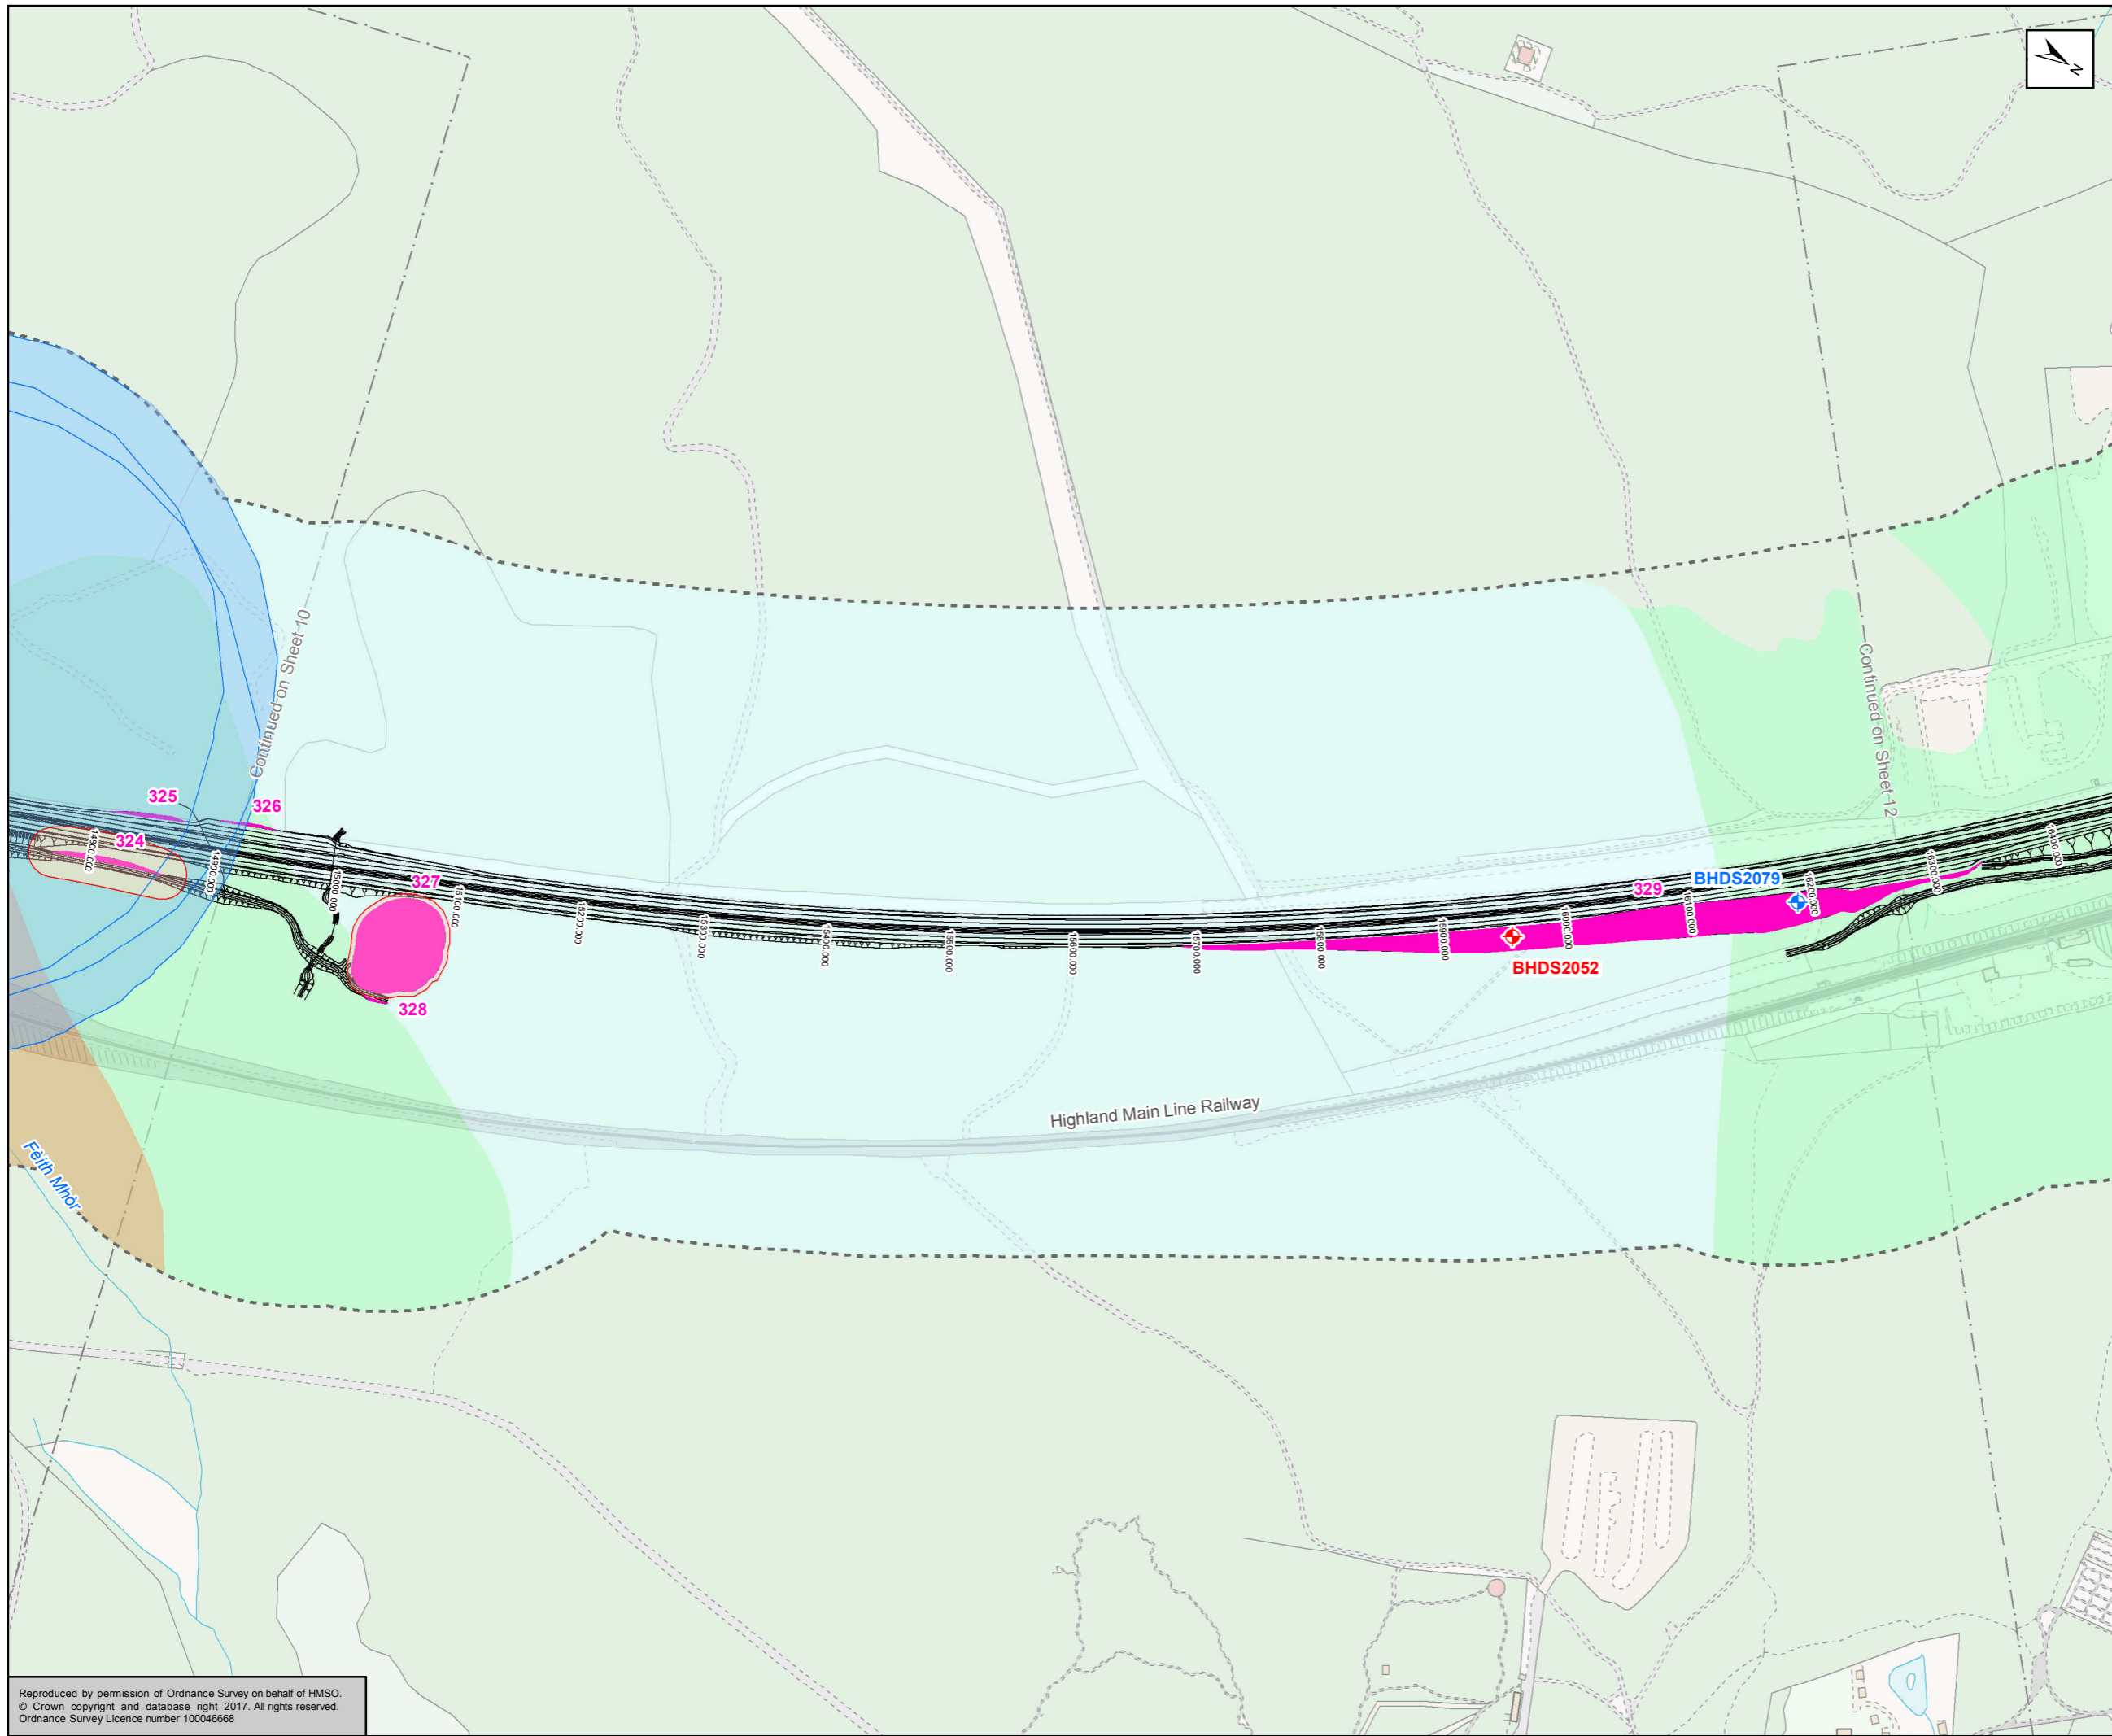 N
Continued on Sheet 10
Continued on Sheet 12
325
326
324
14800.000
14900.000
15000.000
327
15100.000
328
15200.000
15300.000
15400.000
15500.000
15600.000
15700.000
15800.000
15900.000
16000.000
329
16100.000
BHDS2079
16200.000
16300.000
16400.000
BHDS2052
Highland Main Line Railway
Fèith Mhòr
Reproduced by permission of Ordnance Survey on behalf of HMSO.
© Crown copyright and database right 2017. All rights reserved.
Ordnance Survey Licence number 100046668